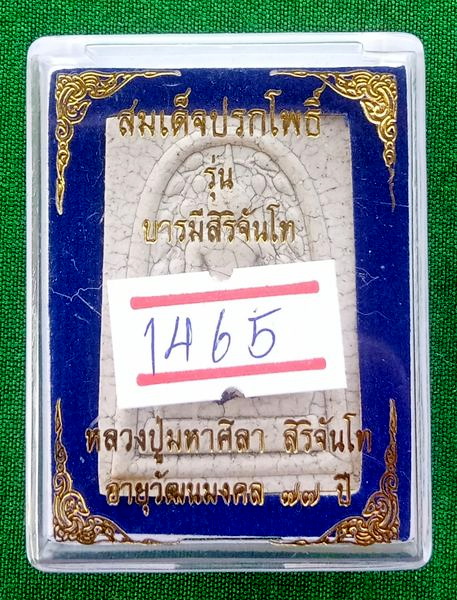 สมเด็จปรกโพธิ์
รุ่น
บารมีสิริจันโท
1465
หลวงปู่มหาศิลา สิริจันโท
อายุวัฒนมงคล ๗๗ ปี